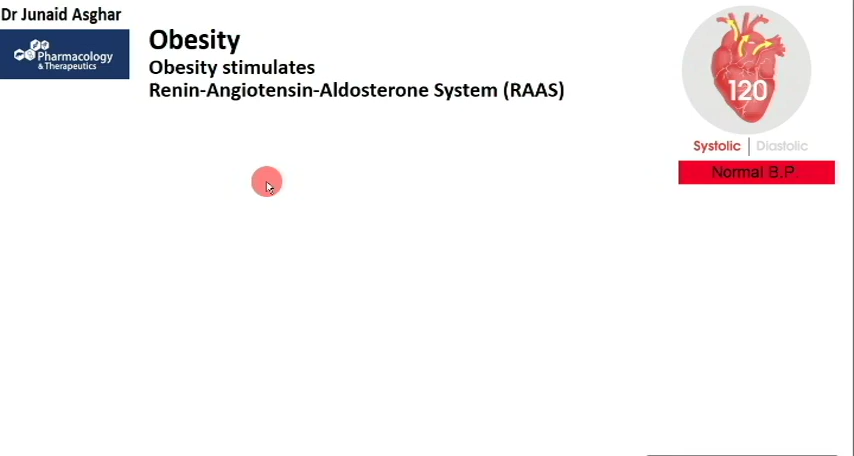 Dr Junaid Asghar
Pharmacology
& Therapeutics
Obesity
Obesity stimulates
Renin-Angiotensin-Aldosterone System (RAAS)
120
Systolic | Diastolic
Normal B.P.